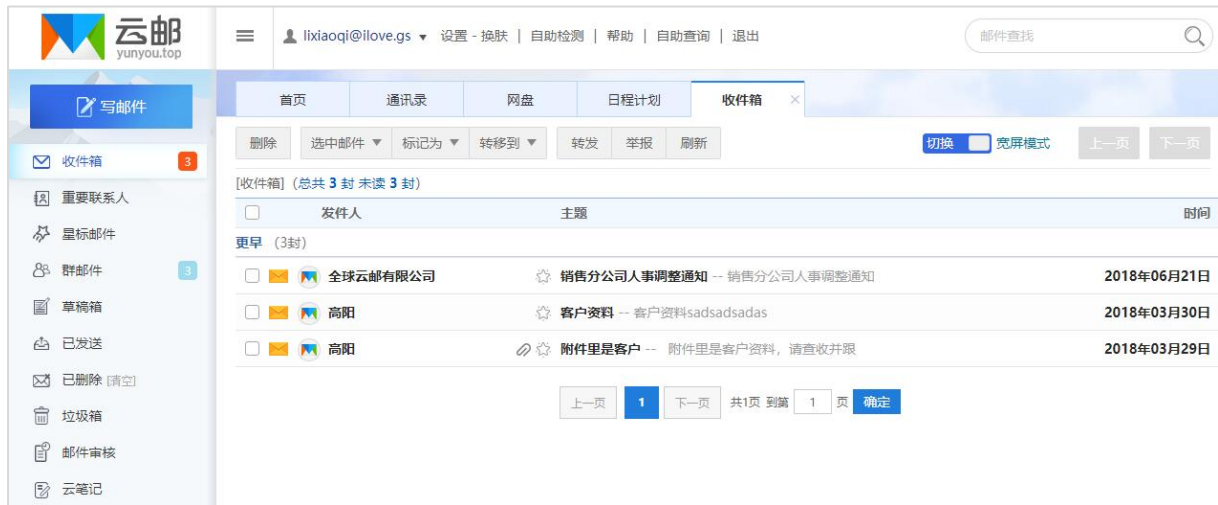 云邮
yunyou.top
lixiaoqi@ilove.gs ▼ 设置 - 换肤 | 自助检测 | 帮助 | 自助查询 | 退出
邮件查找
写邮件
收件箱 3
重要联系人
星标邮件
群邮件 3
草稿箱
已发送
已删除 [清空]
垃圾箱
邮件审核
云笔记
首页 通讯录 网盘 日程计划 收件箱 ×
删除 选中邮件 ▼ 标记为 ▼ 转移到 ▼ 转发 举报 刷新 切换 宽屏模式 上一页 下一页
[收件箱] (总共 3 封 未读 3 封)
发件人 主题 时间
更早 (3封)
全球云邮有限公司 销售分公司人事调整通知 -- 销售分公司人事调整通知 2018年06月21日
高阳 客户资料 -- 客户资料sadsadsadas 2018年03月30日
高阳 附件里是客户 -- 附件里是客户资料，请查收并跟 2018年03月29日
上一页 1 下一页 共1页 到第 1 页 确定